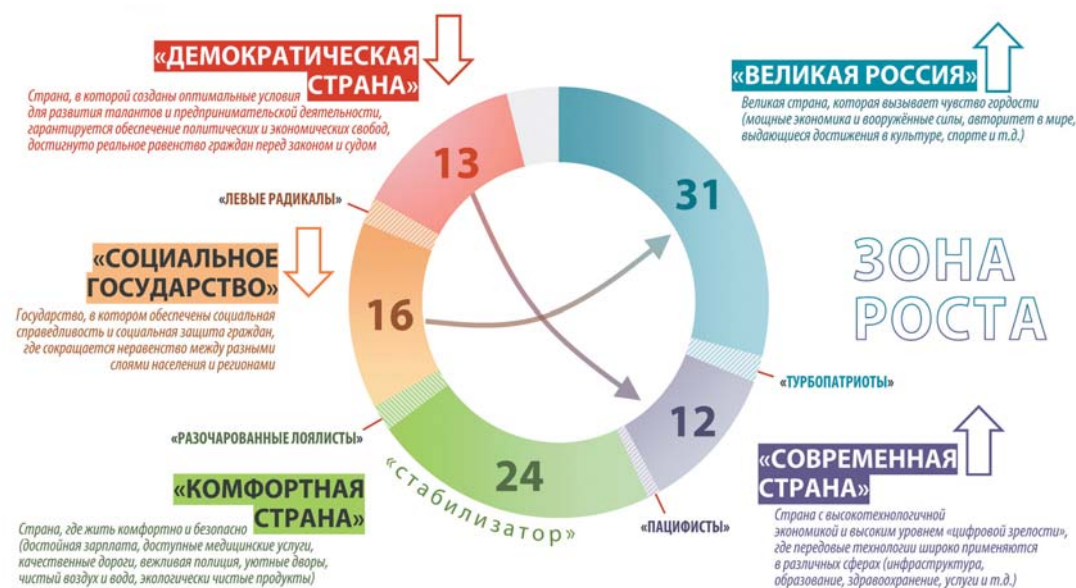 «ДЕМОКРАТИЧЕСКАЯ
СТРАНА»
Страна, в которой созданы оптимальные условия
для развития талантов и предпринимательской деятельности,
гарантируется обеспечение политических и экономических свобод,
достигнуто реальное равенство граждан перед законом и судом
«ВЕЛИКАЯ РОССИЯ»
Великая страна, которая вызывает чувство гордости
(мощные экономика и вооружённые силы, авторитет в мире,
выдающиеся достижения в культуре, спорте и т.д.)
13
31
«ЛЕВЫЕ РАДИКАЛЫ»
«СОЦИАЛЬНОЕ
ГОСУДАРСТВО»
Государство, в котором обеспечены социальная
справедливость и социальная защита граждан,
где сокращается неравенство между разными
слоями населения и регионами
16
ЗОНА
РОСТА
«ТУРБОПАТРИОТЫ»
«РАЗОЧАРОВАННЫЕ ЛОЯЛИСТЫ»
12
24
«стабилизатор»
«КОМФОРТНАЯ
СТРАНА»
Страна, где жить комфортно и безопасно
(достойная зарплата, доступные медицинские услуги,
качественные дороги, вежливая полиция, уютные дворы,
чистый воздух и вода, экологически чистые продукты)
«ПАЦИФИСТЫ»
«СОВРЕМЕННАЯ
СТРАНА»
Страна с высокотехнологичной
экономикой и высоким уровнем «цифровой зрелости»,
где передовые технологии широко применяются
в различных сферах (инфраструктура,
образование, здравоохранение, услуги и т.д.)